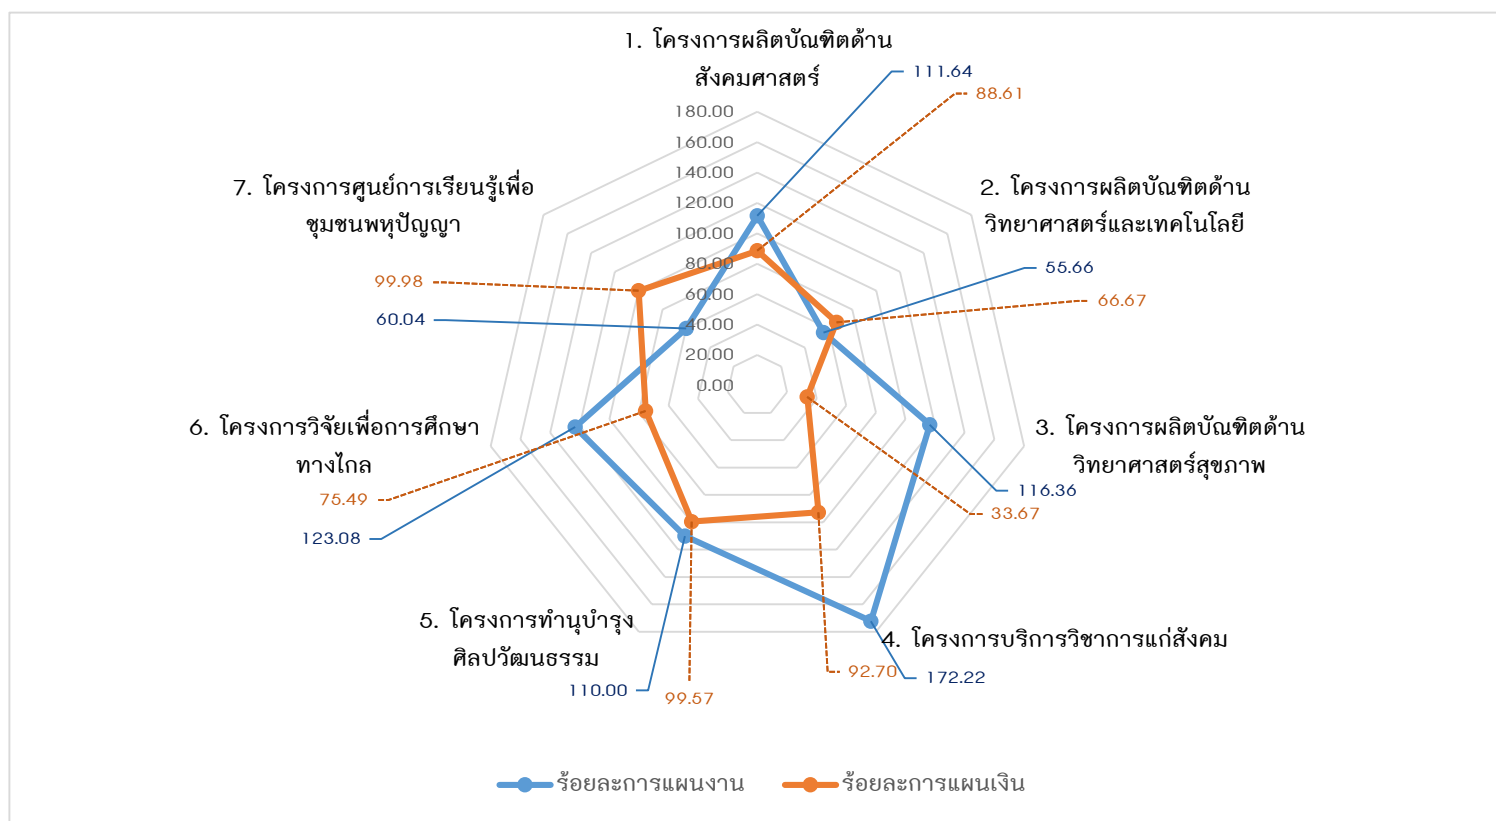 1. โครงการผลิตบัณฑิตด้าน
สังคมศาสตร์
111.64
88.61
180.00
160.00
140.00
120.00
100.00
80.00
60.00
40.00
20.00
0.00
7. โครงการศูนย์การเรียนรู้เพื่อ
ชุมชนพหุปัญญา
99.98
60.04
2. โครงการผลิตบัณฑิตด้าน
วิทยาศาสตร์และเทคโนโลยี
55.66
66.67
6. โครงการวิจัยเพื่อการศึกษา
ทางไกล
75.49
123.08
3. โครงการผลิตบัณฑิตด้าน
วิทยาศาสตร์สุขภาพ
116.36
33.67
5. โครงการทำนุบำรุง
ศิลปวัฒนธรรม
110.00
99.57
4. โครงการบริการวิชาการแก่สังคม
92.70
172.22
ร้อยละการแผนงาน
ร้อยละการแผนเงิน